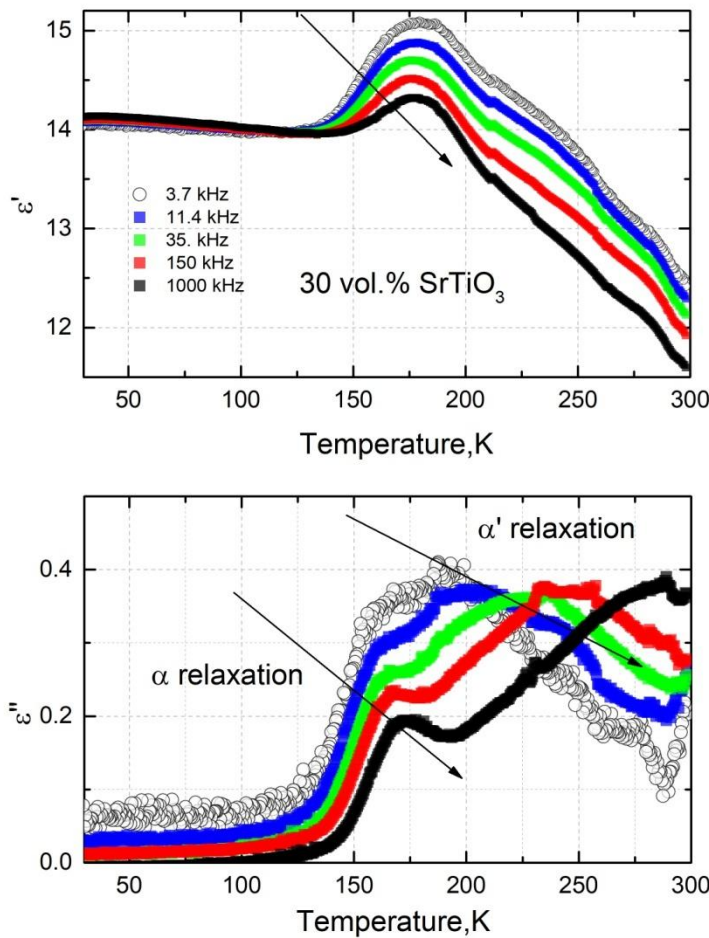 15
14
13
12
ε'
3.7 kHz
11.4 kHz
35. kHz
150 kHz
1000 kHz
30 vol.% SrTiO₃
50 100 150 200 250 300
Temperature,K
0.4
0.2
0.0
ε''
α' relaxation
α relaxation
50 100 150 200 250 300
Temperature,K